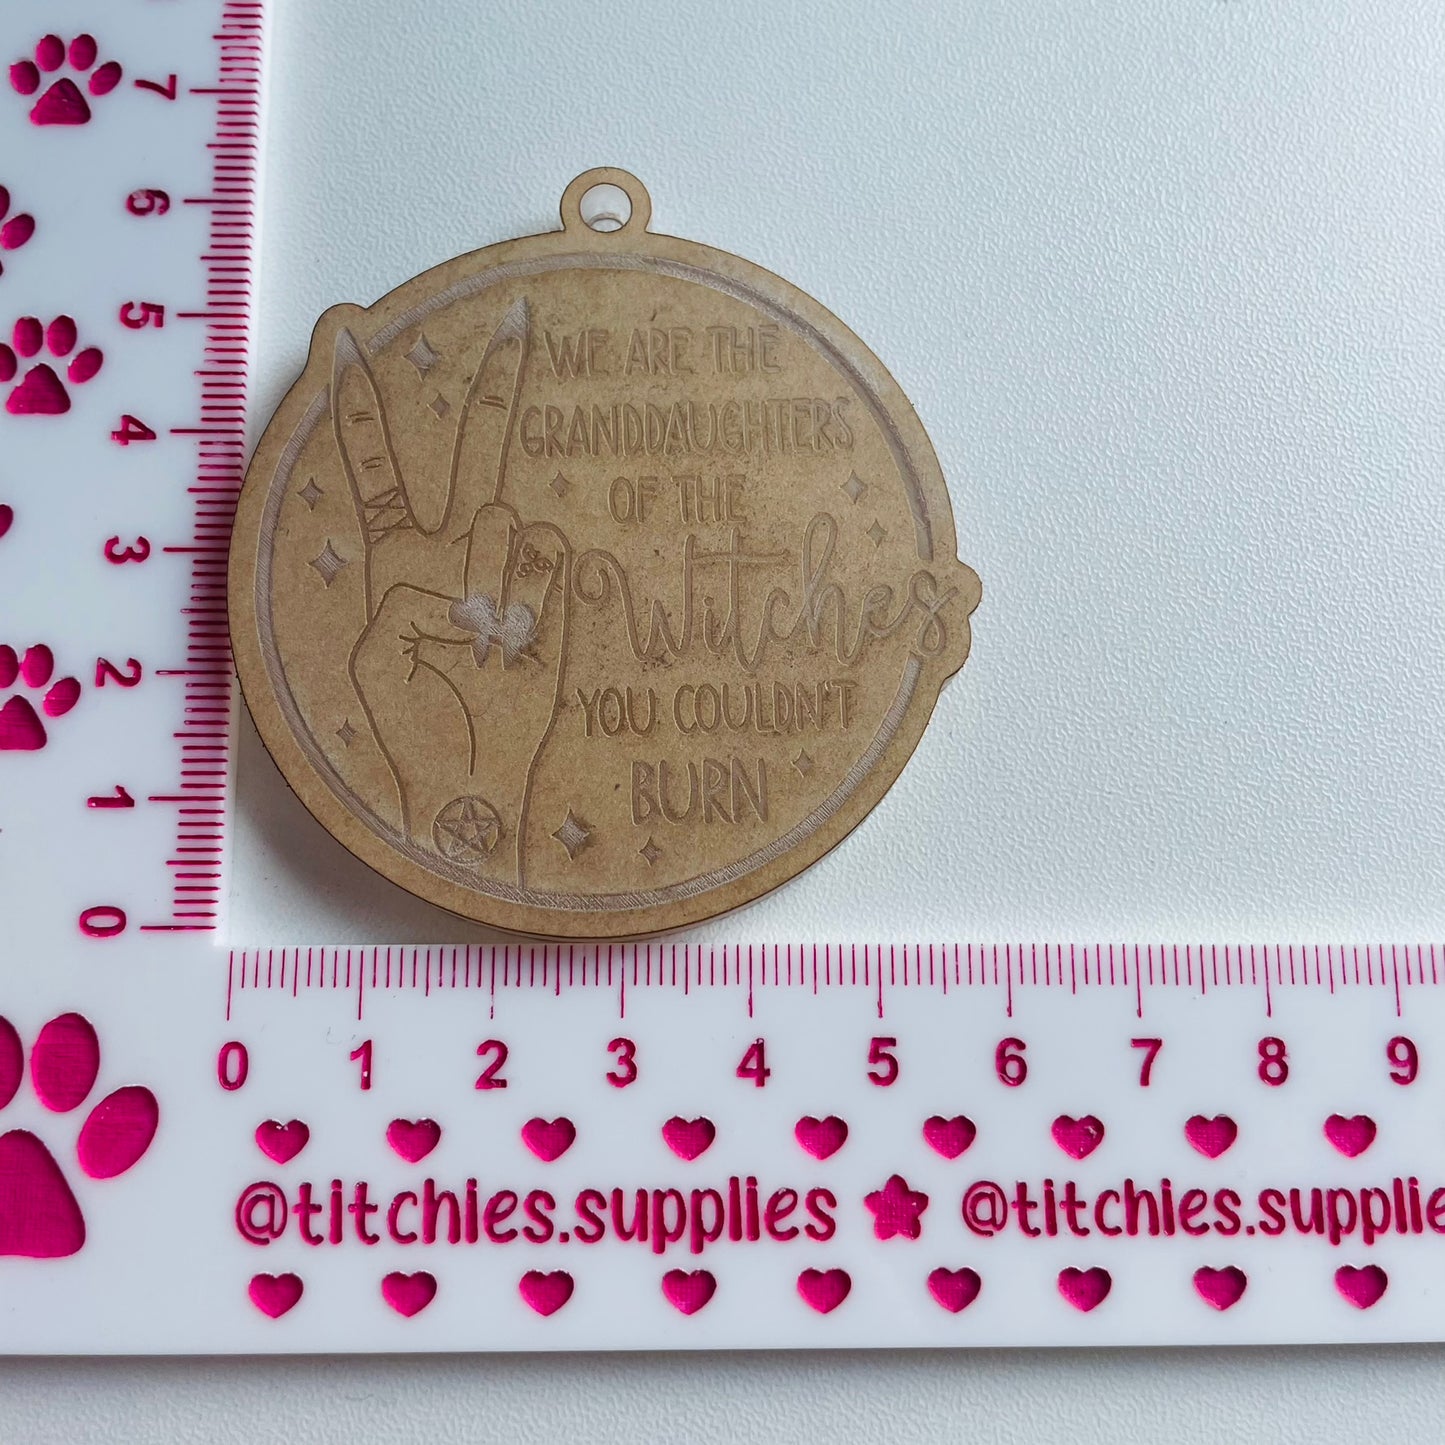 WE ARE THE
GRANDDAUGHTERS
OF THE
Witches
YOU COULDN'T
BURN
7
6
5
4
3
2
1
0
0 1 2 3 4 5 6 7 8 9
@titchies.supplies @titchies.supplie